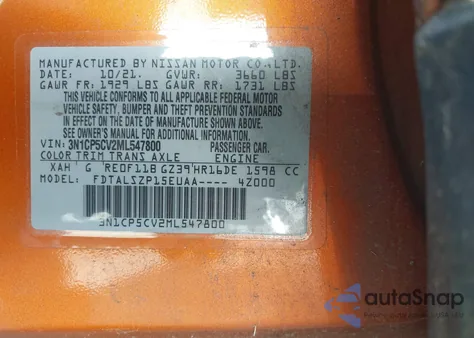 MANUFACTURED BY NISSAN MOTOR CO.,LTD.
DATE: 10/21. GVWR: 3660 LBS
GAWR FR: 1929 LBS GAWR RR: 1731 LBS
THIS VEHICLE CONFORMS TO ALL APPLICABLE FEDERAL MOTOR
VEHICLE SAFETY, BUMPER AND THEFT PREVENTION STANDARDS
IN EFFECT ON THE DATE OF MANUFACTURE SHOWN ABOVE.
SEE OWNER'S MANUAL FOR ADDITIONAL INFORMATION.
VIN: 3N1CP5CV2ML547800 PASSENGER CAR.
COLOR TRIM TRANS AXLE ENGINE
XAH G RE0F11B GZ39 HR16DE 1598 CC
MODEL: FDTALSZP15EUAA---- 4Z000
3N1CP5CV2ML547800
autoSnap